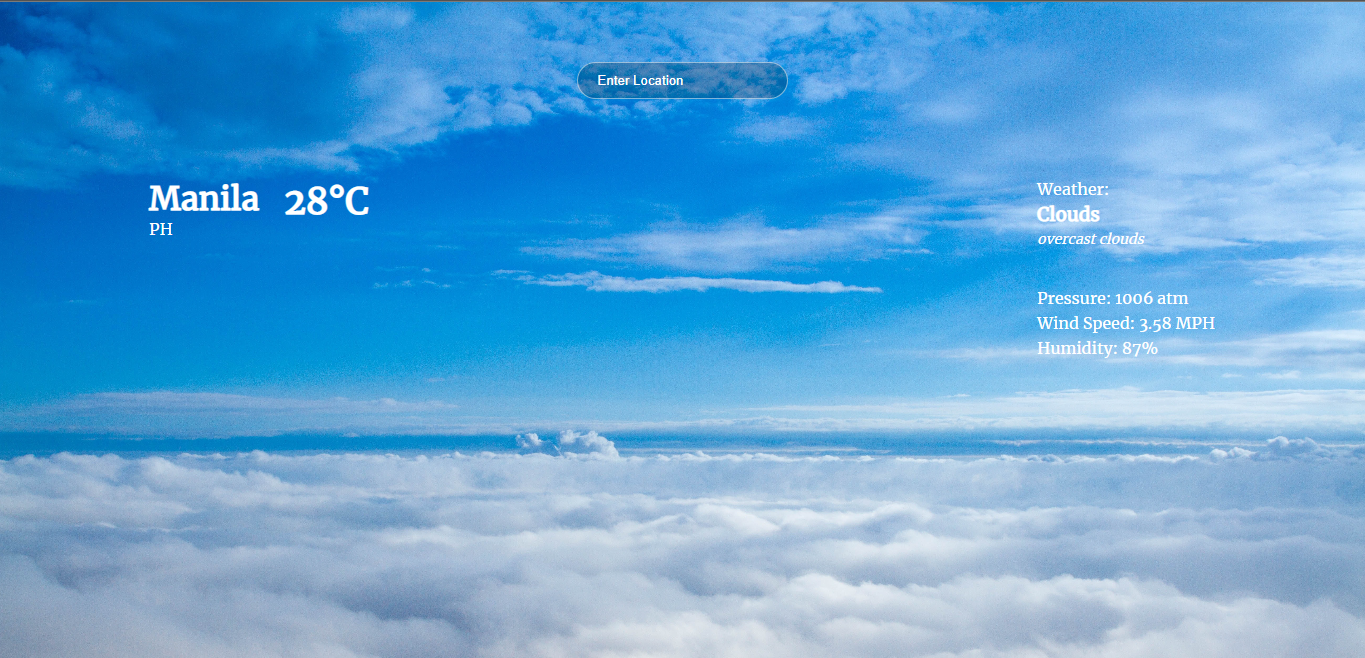 Enter Location
Manila 28°C
PH
Weather:
Clouds
overcast clouds
Pressure: 1006 atm
Wind Speed: 3.58 MPH
Humidity: 87%